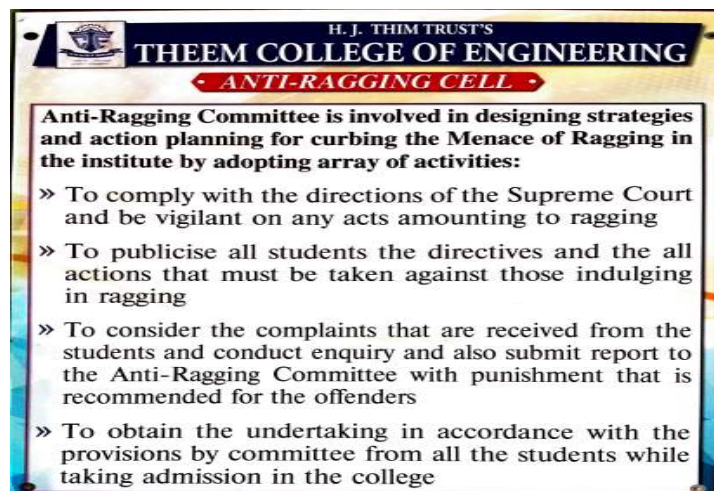 H. J. THIM TRUST'S
THEEM COLLEGE OF ENGINEERING
• ANTI-RAGGING CELL •
Anti-Ragging Committee is involved in designing strategies
and action planning for curbing the Menace of Ragging in
the institute by adopting array of activities:
» To comply with the directions of the Supreme Court
and be vigilant on any acts amounting to ragging
» To publicise all students the directives and the all
actions that must be taken against those indulging
in ragging
» To consider the complaints that are received from the
students and conduct enquiry and also submit report to
the Anti-Ragging Committee with punishment that is
recommended for the offenders
» To obtain the undertaking in accordance with the
provisions by committee from all the students while
taking admission in the college